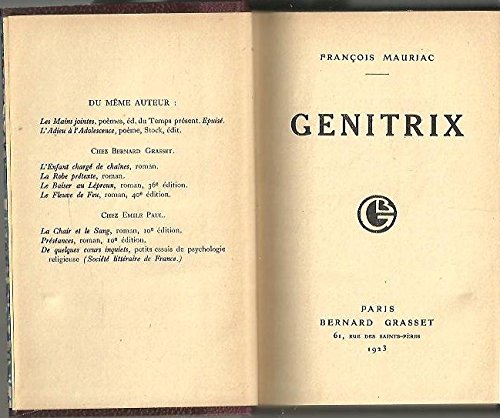 DU MÊME AUTEUR :
Les Mains jointes, poèmes, éd. du Temps présent. Epuisé.
L'Adieu à l'Adolescence, poème, Stock, édit.
Chez Bernard Grasset.
L'Enfant chargé de chaînes, roman.
La Robe prétexte, roman.
Le Baiser au Lépreux, roman, 36e édition.
Le Fleuve de Feu, roman, 40e édition.
Chez Emile Paul.
La Chair et le Sang, roman, 10e édition.
Préséances, roman, 10e édition.
De quelques cœurs inquiets, petits essais de psychologie
religieuse (Société littéraire de France.)
FRANÇOIS MAURIAC
GENITRIX
PARIS
BERNARD GRASSET
61, RUE DES SAINTS-PÈRES
1923